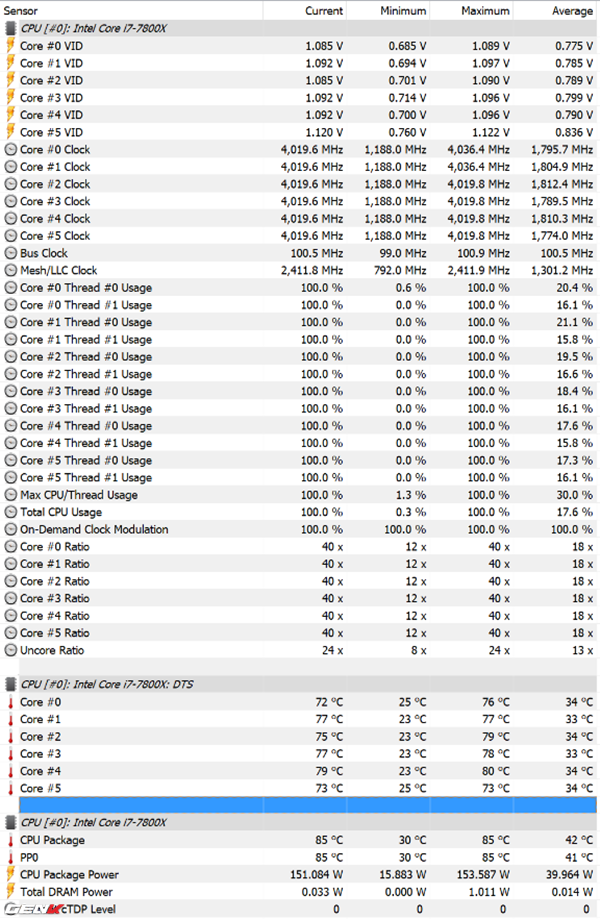 Sensor Current Minimum Maximum Average
CPU [#0]: Intel Core i7-7800X
Core #0 VID 1.085 V 0.685 V 1.089 V 0.775 V
Core #1 VID 1.092 V 0.694 V 1.097 V 0.785 V
Core #2 VID 1.085 V 0.701 V 1.090 V 0.789 V
Core #3 VID 1.092 V 0.714 V 1.096 V 0.799 V
Core #4 VID 1.092 V 0.700 V 1.096 V 0.790 V
Core #5 VID 1.120 V 0.760 V 1.122 V 0.836 V
Core #0 Clock 4,019.6 MHz 1,188.0 MHz 4,036.4 MHz 1,795.7 MHz
Core #1 Clock 4,019.6 MHz 1,188.0 MHz 4,036.4 MHz 1,804.9 MHz
Core #2 Clock 4,019.6 MHz 1,188.0 MHz 4,019.8 MHz 1,812.4 MHz
Core #3 Clock 4,019.6 MHz 1,188.0 MHz 4,019.8 MHz 1,789.5 MHz
Core #4 Clock 4,019.6 MHz 1,188.0 MHz 4,019.8 MHz 1,810.3 MHz
Core #5 Clock 4,019.6 MHz 1,188.0 MHz 4,019.8 MHz 1,774.0 MHz
Bus Clock 100.5 MHz 99.0 MHz 100.9 MHz 100.5 MHz
Mesh/LLC Clock 2,411.8 MHz 792.0 MHz 2,411.9 MHz 1,301.2 MHz
Core #0 Thread #0 Usage 100.0 % 0.6 % 100.0 % 20.4 %
Core #0 Thread #1 Usage 100.0 % 0.0 % 100.0 % 16.1 %
Core #1 Thread #0 Usage 100.0 % 0.0 % 100.0 % 21.1 %
Core #1 Thread #1 Usage 100.0 % 0.0 % 100.0 % 15.8 %
Core #2 Thread #0 Usage 100.0 % 0.0 % 100.0 % 19.5 %
Core #2 Thread #1 Usage 100.0 % 0.0 % 100.0 % 16.6 %
Core #3 Thread #0 Usage 100.0 % 0.0 % 100.0 % 18.4 %
Core #3 Thread #1 Usage 100.0 % 0.0 % 100.0 % 16.1 %
Core #4 Thread #0 Usage 100.0 % 0.0 % 100.0 % 17.6 %
Core #4 Thread #1 Usage 100.0 % 0.0 % 100.0 % 15.8 %
Core #5 Thread #0 Usage 100.0 % 0.0 % 100.0 % 17.3 %
Core #5 Thread #1 Usage 100.0 % 0.0 % 100.0 % 16.1 %
Max CPU/Thread Usage 100.0 % 1.3 % 100.0 % 30.0 %
Total CPU Usage 100.0 % 0.3 % 100.0 % 17.6 %
On-Demand Clock Modulation 100.0 % 100.0 % 100.0 % 100.0 %
Core #0 Ratio 40 x 12 x 40 x 18 x
Core #1 Ratio 40 x 12 x 40 x 18 x
Core #2 Ratio 40 x 12 x 40 x 18 x
Core #3 Ratio 40 x 12 x 40 x 18 x
Core #4 Ratio 40 x 12 x 40 x 18 x
Core #5 Ratio 40 x 12 x 40 x 18 x
Uncore Ratio 24 x 8 x 24 x 13 x
CPU [#0]: Intel Core i7-7800X: DTS
Core #0 72 °C 25 °C 76 °C 34 °C
Core #1 77 °C 23 °C 77 °C 33 °C
Core #2 75 °C 23 °C 79 °C 34 °C
Core #3 77 °C 23 °C 78 °C 33 °C
Core #4 79 °C 23 °C 80 °C 34 °C
Core #5 73 °C 25 °C 73 °C 34 °C
CPU [#0]: Intel Core i7-7800X
CPU Package 85 °C 30 °C 85 °C 42 °C
PP0 85 °C 30 °C 85 °C 41 °C
CPU Package Power 151.084 W 15.883 W 153.587 W 39.964 W
Total DRAM Power 0.033 W 0.000 W 1.011 W 0.014 W
GENK cTDP Level 0 0 0 0